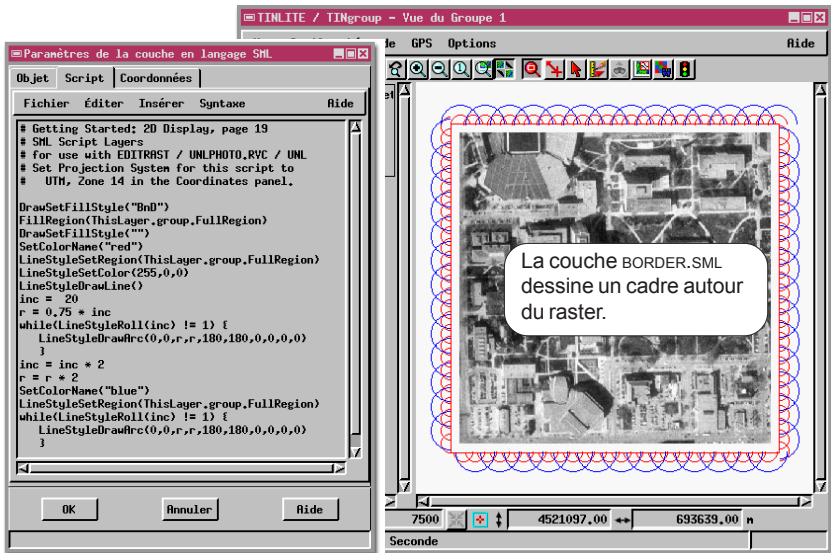 TINLITE / TINgroup - Vue du Groupe 1
GPS Options Aide
Paramètres de la couche en langage SML
Objet Script Coordonnées
Fichier Éditer Insérer Syntaxe Aide
# Getting Started: 2D Display, page 19
# SML Script Layers
# for use with EDITRAST / UNLPHOTO.RVC / UNL
# Set Projection System for this script to
#   UTM, Zone 14 in the Coordinates panel.
DrawSetFillStyle("BnD")
FillRegion(ThisLayer.group.FullRegion)
DrawSetFillStyle("")
SetColorName("red")
LineStyleSetRegion(ThisLayer.group.FullRegion)
LineStyleSetColor(255,0,0)
LineStyleDrawLine()
inc =  20
r = 0.75 * inc
while(LineStyleRoll(inc) != 1) {
   LineStyleDrawArc(0,0,r,r,180,180,0,0,0,0)
   }
inc = inc * 2
r = r * 2
SetColorName("blue")
LineStyleSetRegion(ThisLayer.group.FullRegion)
while(LineStyleRoll(inc) != 1) {
   LineStyleDrawArc(0,0,r,r,180,180,0,0,0,0)
   }
OK Annuler Aide
La couche BORDER.SML
dessine un cadre autour
du raster.
7500 4521097.00 693639.00 m
Seconde